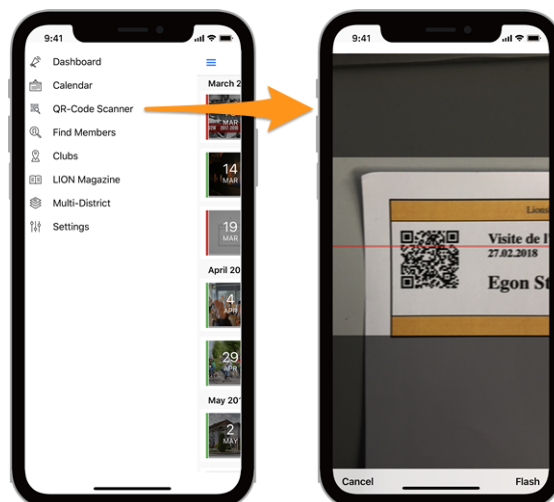 9:41
Dashboard
Calendar
QR-Code Scanner
Find Members
Clubs
LION Magazine
Multi-District
Settings
March 2
MAR
14
MAR
19
MAR
April 20
4
APR
29
APR
May 20
2
MAY
9:41
Lions
Visite de l'
27.02.2018
Egon St
Cancel
Flash